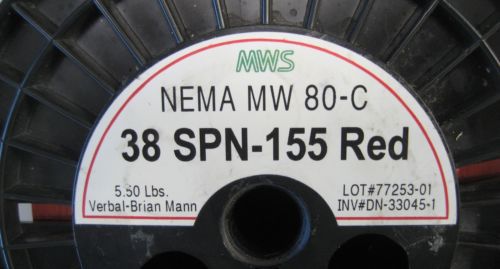 MWS
NEMA MW 80-C
38 SPN-155 Red
5.50 Lbs.
Verbal-Brian Mann
LOT#77253-01
INV#DN-33045-1